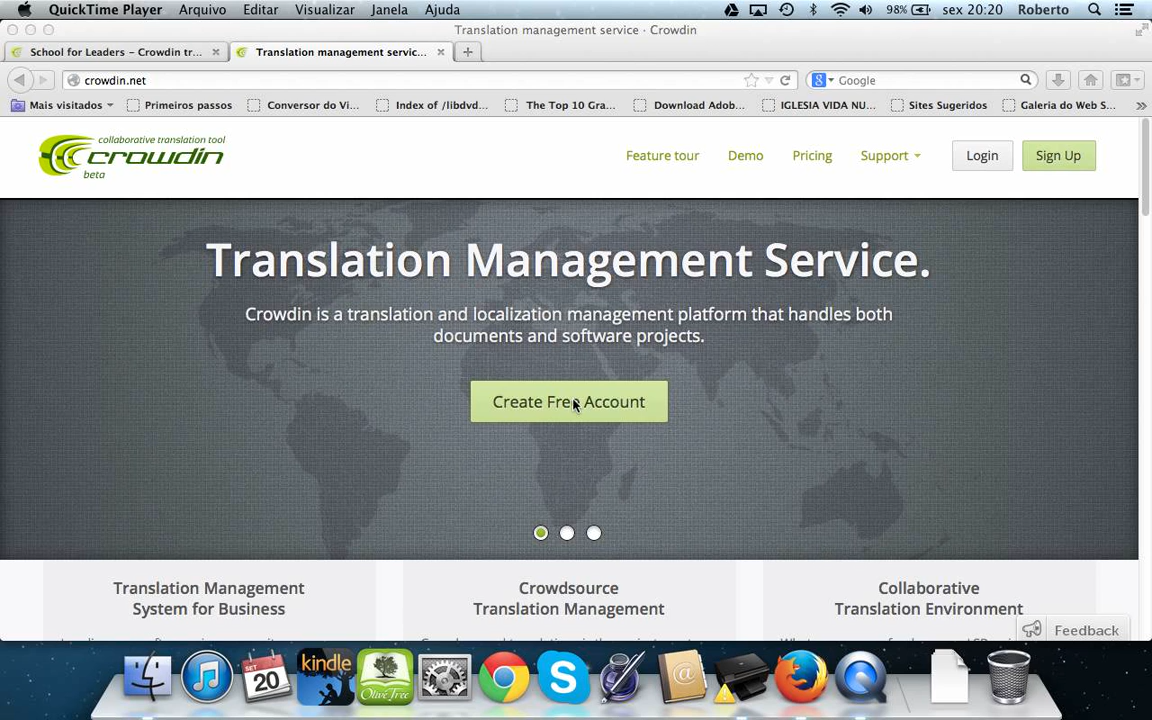 QuickTime Player Arquivo Editar Visualizar Janela Ajuda 98% sex 20:20 Roberto
Translation management service · Crowdin
School for Leaders – Crowdin tr... Translation management servic...
crowdin.net Google
Mais visitados Primeiros passos Conversor do Vi... Index of /libdvd... The Top 10 Gra... Download Adob... IGLESIA VIDA NU... Sites Sugeridos Galeria do Web S...
collaborative translation tool
crowdin
beta
Feature tour Demo Pricing Support Login Sign Up
Translation Management Service.
Crowdin is a translation and localization management platform that handles both
documents and software projects.
Create Free Account
Translation Management
System for Business
Crowdsource
Translation Management
Collaborative
Translation Environment
Feedback
SET
20
kindle
OLIVE TREE